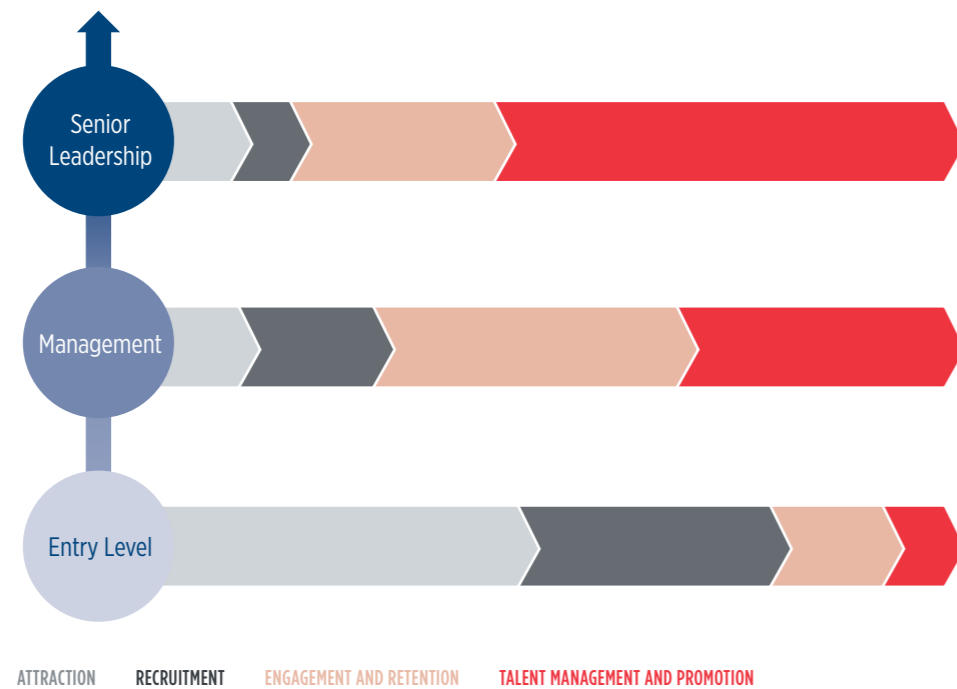 Senior
Leadership
Management
Entry Level
ATTRACTION RECRUITMENT ENGAGEMENT AND RETENTION TALENT MANAGEMENT AND PROMOTION